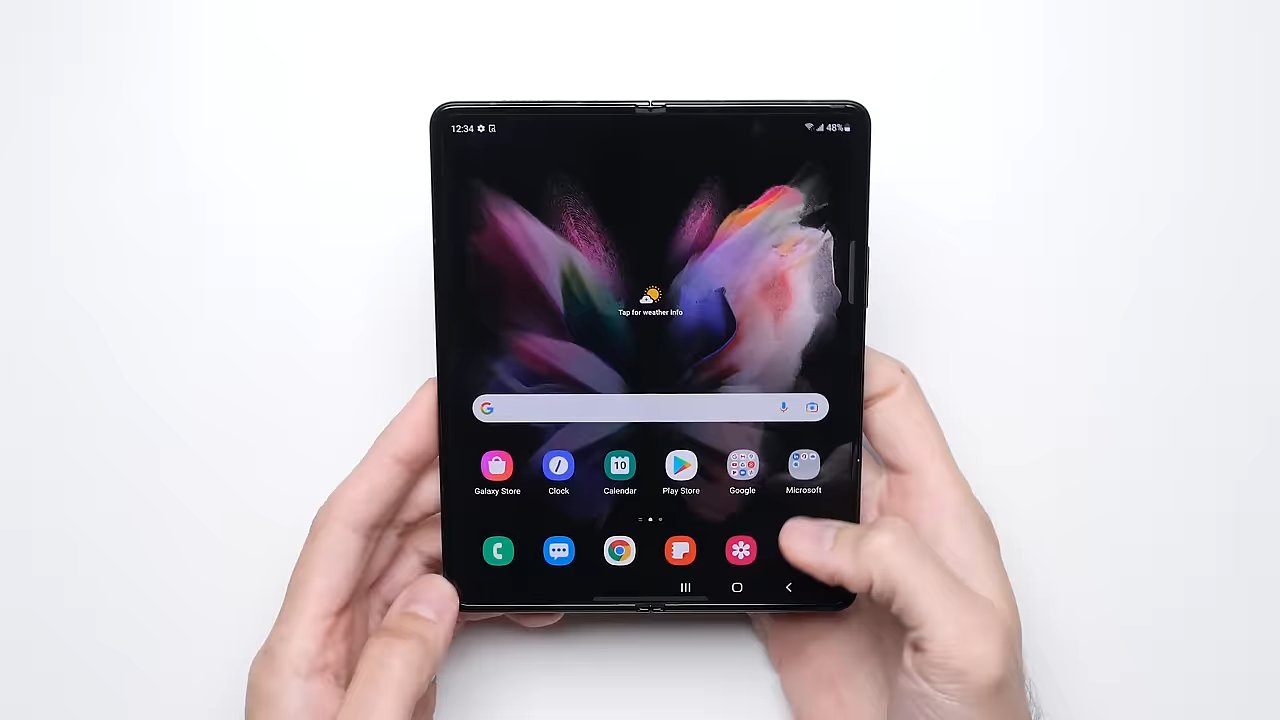 12:34
48%
Tap for weather info
G
10
Galaxy Store
Clock
Calendar
Play Store
Google
Microsoft